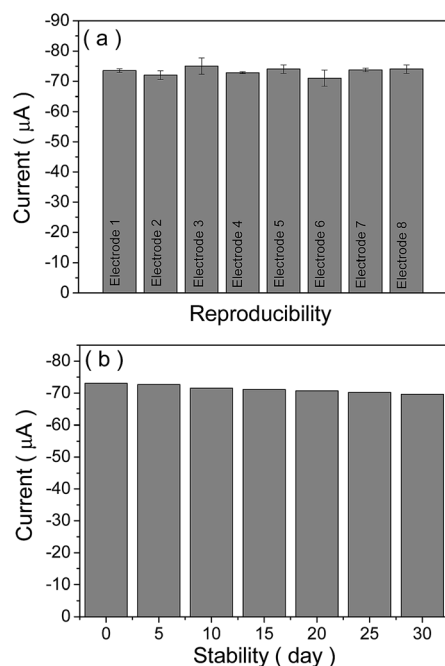 ( a )
Current ( μA )
-90
-80
-70
-60
-50
-40
-30
-20
-10
0
Electrode 1
Electrode 2
Electrode 3
Electrode 4
Electrode 5
Electrode 6
Electrode 7
Electrode 8
Reproducibility
( b )
Current ( μA )
-80
-70
-60
-50
-40
-30
-20
-10
0
0 5 10 15 20 25 30
Stability ( day )